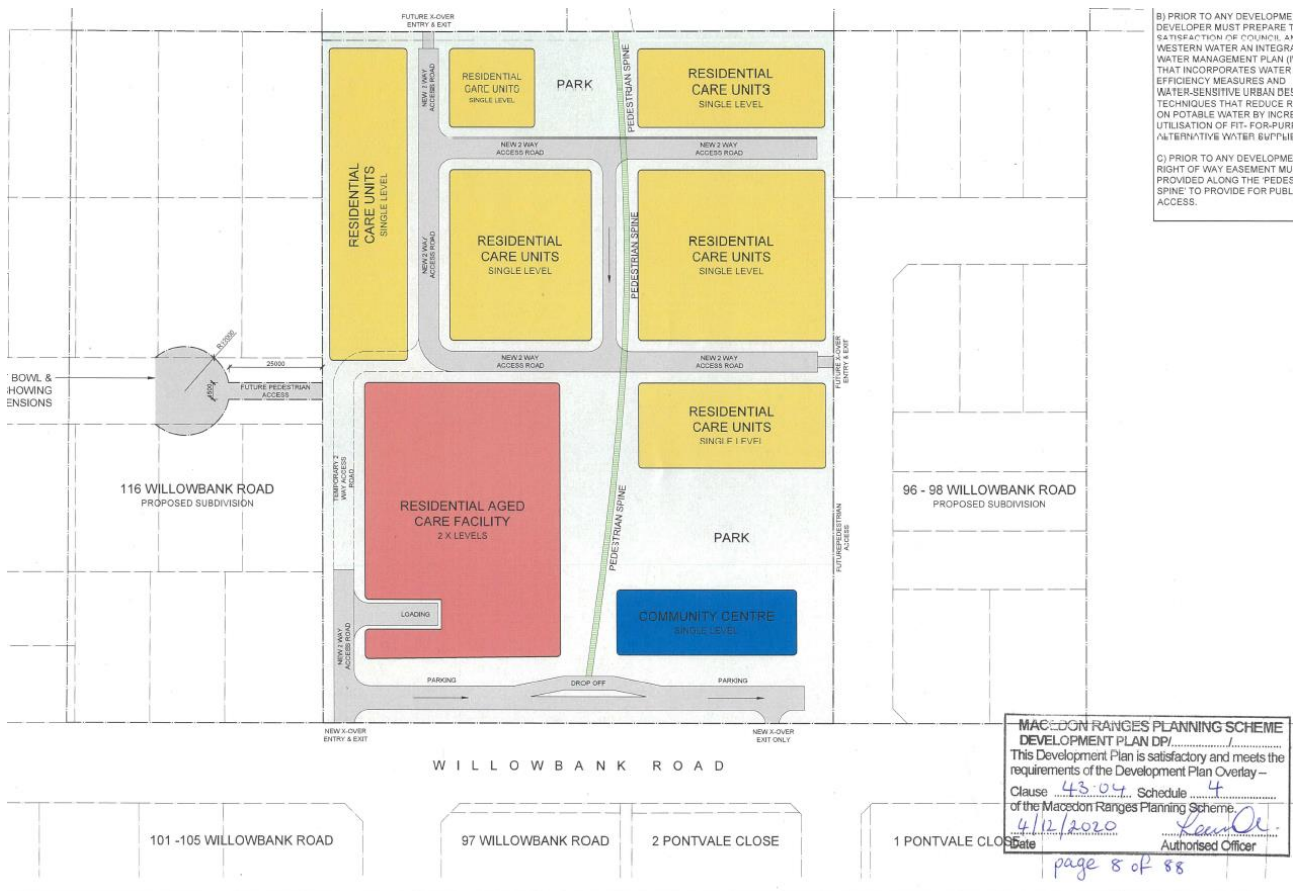 FUTURE X-OVER
ENTRY & EXIT
B) PRIOR TO ANY DEVELOPME
DEVELOPER MUST PREPARE T
SATISFACTION OF COUNCIL AN
WESTERN WATER AN INTEGRA
WATER MANAGEMENT PLAN (I
THAT INCORPORATES WATER
EFFICIENCY MEASURES AND
WATER-SENSITIVE URBAN DES
TECHNIQUES THAT REDUCE R
ON POTABLE WATER BY INCRE
UTILISATION OF FIT- FOR-PURF
ALTERNATIVE WATER SUPPLIE
C) PRIOR TO ANY DEVELOPME
RIGHT OF WAY EASEMENT MU
PROVIDED ALONG THE 'PEDES
SPINE' TO PROVIDE FOR PUBL
ACCESS.
NEW 2 WAY
ACCESS ROAD
RESIDENTIAL
CARE UNITS
SINGLE LEVEL
PARK
PEDESTRIAN SPINE
RESIDENTIAL
CARE UNITS
SINGLE LEVEL
NEW 2 WAY
ACCESS ROAD
NEW 2 WAY
ACCESS ROAD
RESIDENTIAL
CARE UNITS
SINGLE LEVEL
NEW 2 WAY
ACCESS ROAD
RESIDENTIAL
CARE UNITS
SINGLE LEVEL
PEDESTRIAN SPINE
RESIDENTIAL
CARE UNITS
SINGLE LEVEL
NEW 2 WAY
ACCESS ROAD
NEW 2 WAY
ACCESS ROAD
FUTURE X-OVER
ENTRY & EXIT
BOWL &
HOWING
ENSIONS
25000
FUTURE PEDESTRIAN
ACCESS
RESIDENTIAL
CARE UNITS
SINGLE LEVEL
116 WILLOWBANK ROAD
PROPOSED SUBDIVISION
TEMPORARY 2
WAY ACCESS
ROAD
RESIDENTIAL AGED
CARE FACILITY
2 X LEVELS
PEDESTRIAN SPINE
PARK
FUTUREPEDESTRIAN
ACCESS
96 - 98 WILLOWBANK ROAD
PROPOSED SUBDIVISION
LOADING
COMMUNITY CENTRE
SINGLE LEVEL
NEW 2 WAY
ACCESS ROAD
PARKING
DROP OFF
PARKING
NEW X-OVER
ENTRY & EXIT
NEW X-OVER
EXIT ONLY
WILLOWBANK ROAD
101 -105 WILLOWBANK ROAD
97 WILLOWBANK ROAD
2 PONTVALE CLOSE
1 PONTVALE CLOSE
MACEDON RANGES PLANNING SCHEME
DEVELOPMENT PLAN DP/............/............
This Development Plan is satisfactory and meets the
requirements of the Development Plan Overlay –
Clause 43.04 Schedule 4
of the Macedon Ranges Planning Scheme.
4/12/2020
Date Authorised Officer
page 8 of 88